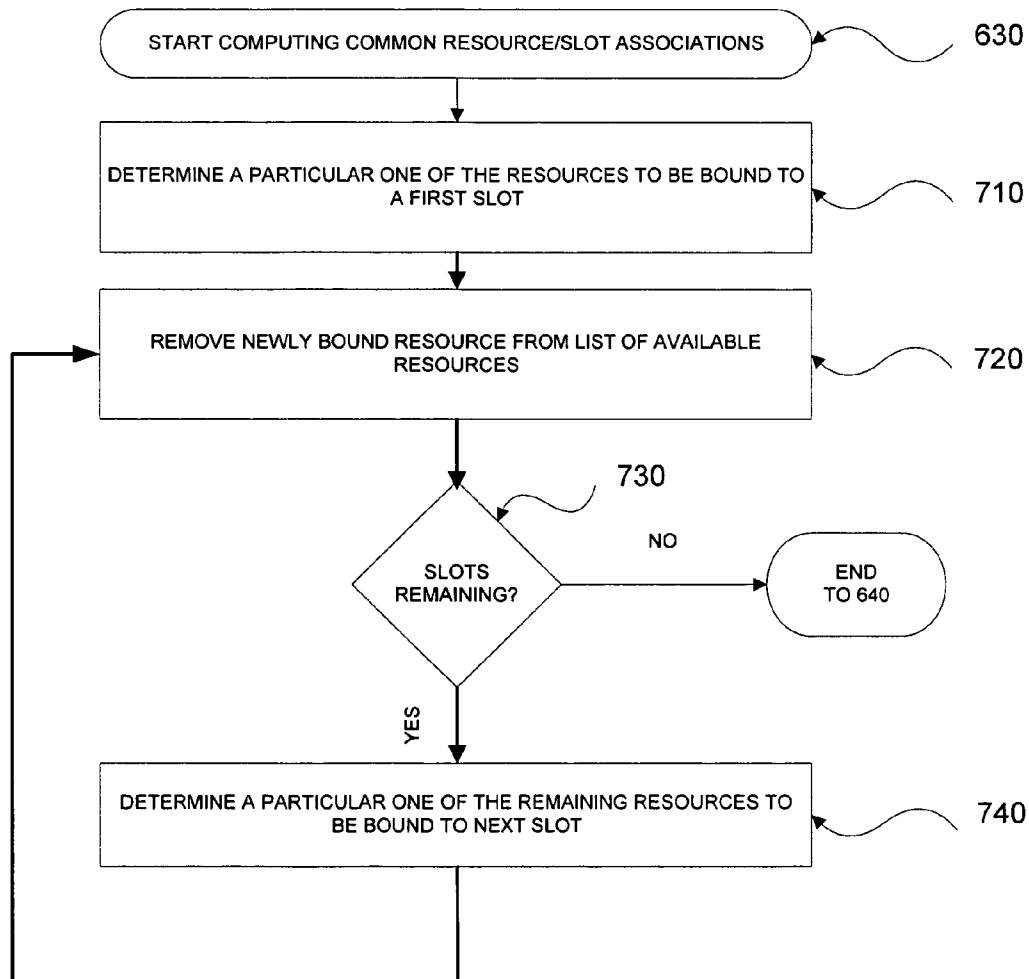 START COMPUTING COMMON RESOURCE/SLOT ASSOCIATIONS
630
DETERMINE A PARTICULAR ONE OF THE RESOURCES TO BE BOUND TO
A FIRST SLOT
710
REMOVE NEWLY BOUND RESOURCE FROM LIST OF AVAILABLE
RESOURCES
720
730
SLOTS
REMAINING?
NO
END
TO 640
YES
DETERMINE A PARTICULAR ONE OF THE REMAINING RESOURCES TO
BE BOUND TO NEXT SLOT
740